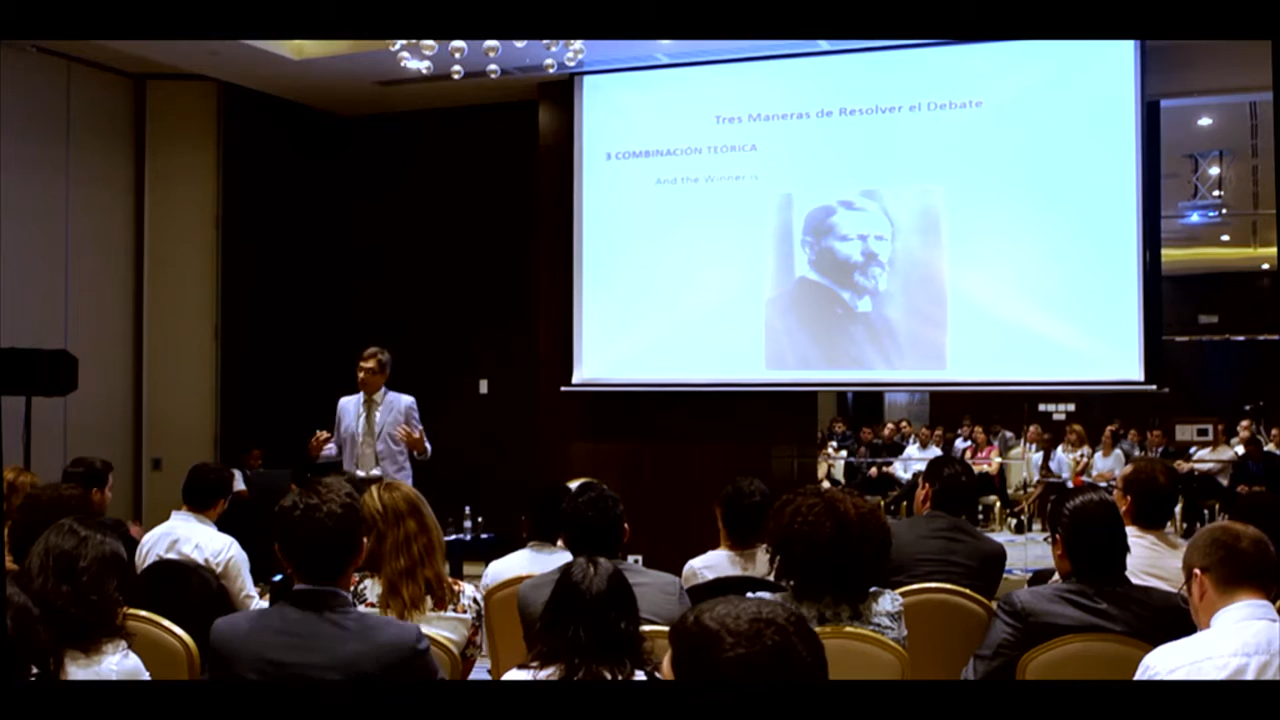 Tres Maneras de Resolver el Debate
3 COMBINACIÓN TEÓRICA
And the Winner is